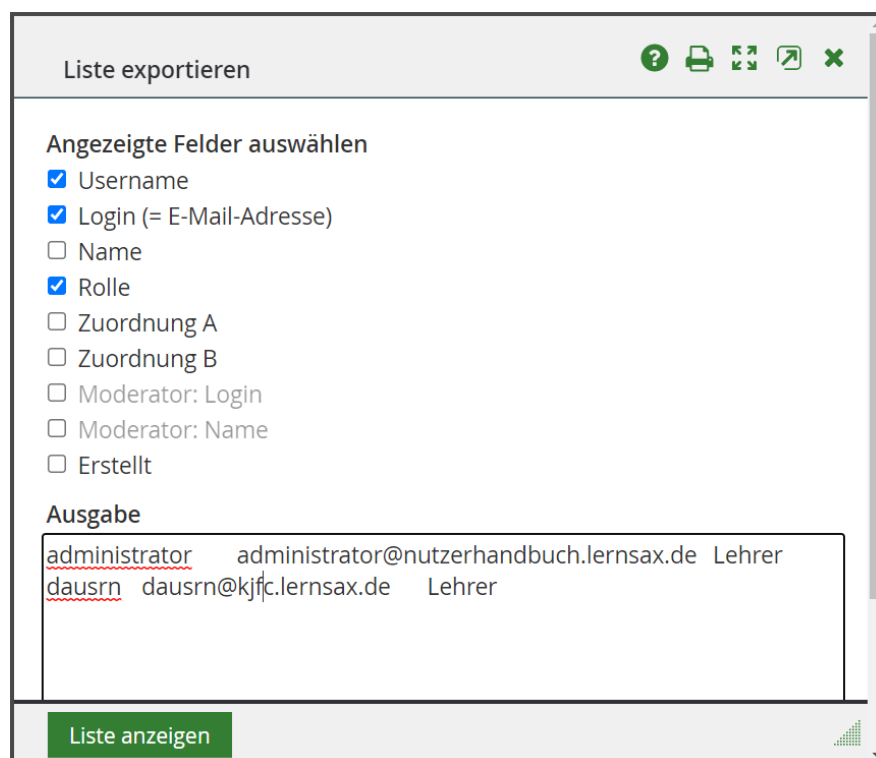 Liste exportieren
Angezeigte Felder auswählen
Username
Login (= E-Mail-Adresse)
Name
Rolle
Zuordnung A
Zuordnung B
Moderator: Login
Moderator: Name
Erstellt
Ausgabe
administrator administrator@nutzerhandbuch.lernsax.de Lehrer
dausrn dausrn@kjfc.lernsax.de Lehrer
Liste anzeigen